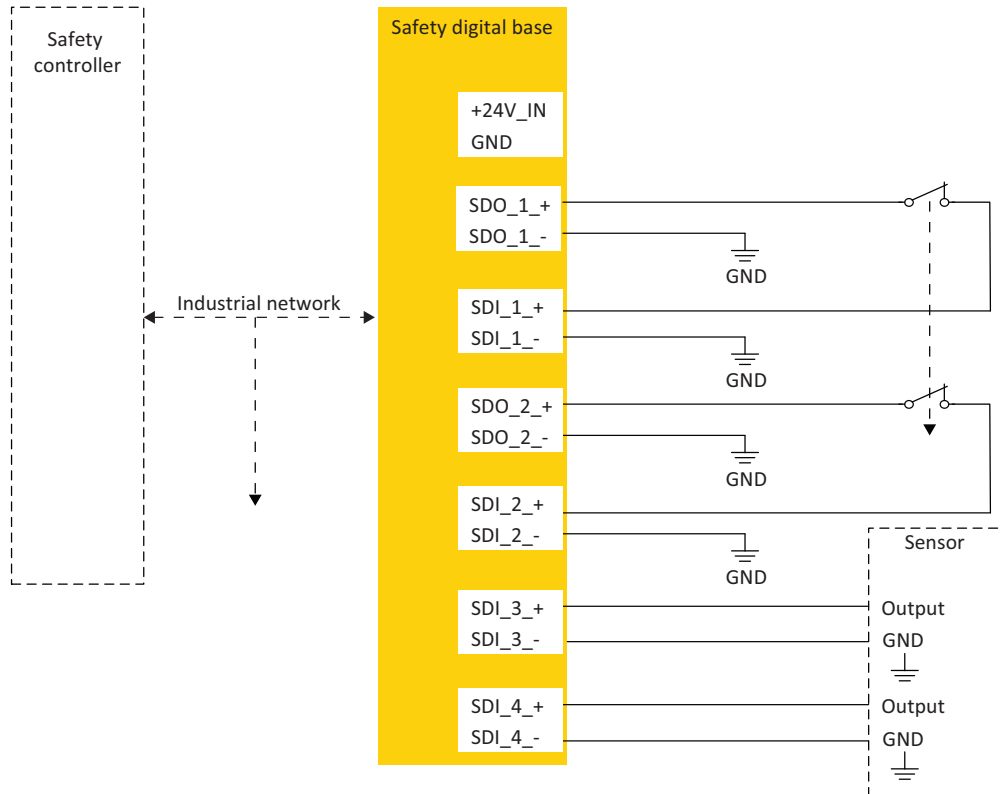 Safety
controller
Safety digital base
+24V_IN
GND
SDO_1_+
SDO_1_-
GND
Industrial network
SDI_1_+
SDI_1_-
GND
SDO_2_+
SDO_2_-
GND
SDI_2_+
SDI_2_-
GND
Sensor
SDI_3_+
Output
SDI_3_-
GND
SDI_4_+
Output
SDI_4_-
GND